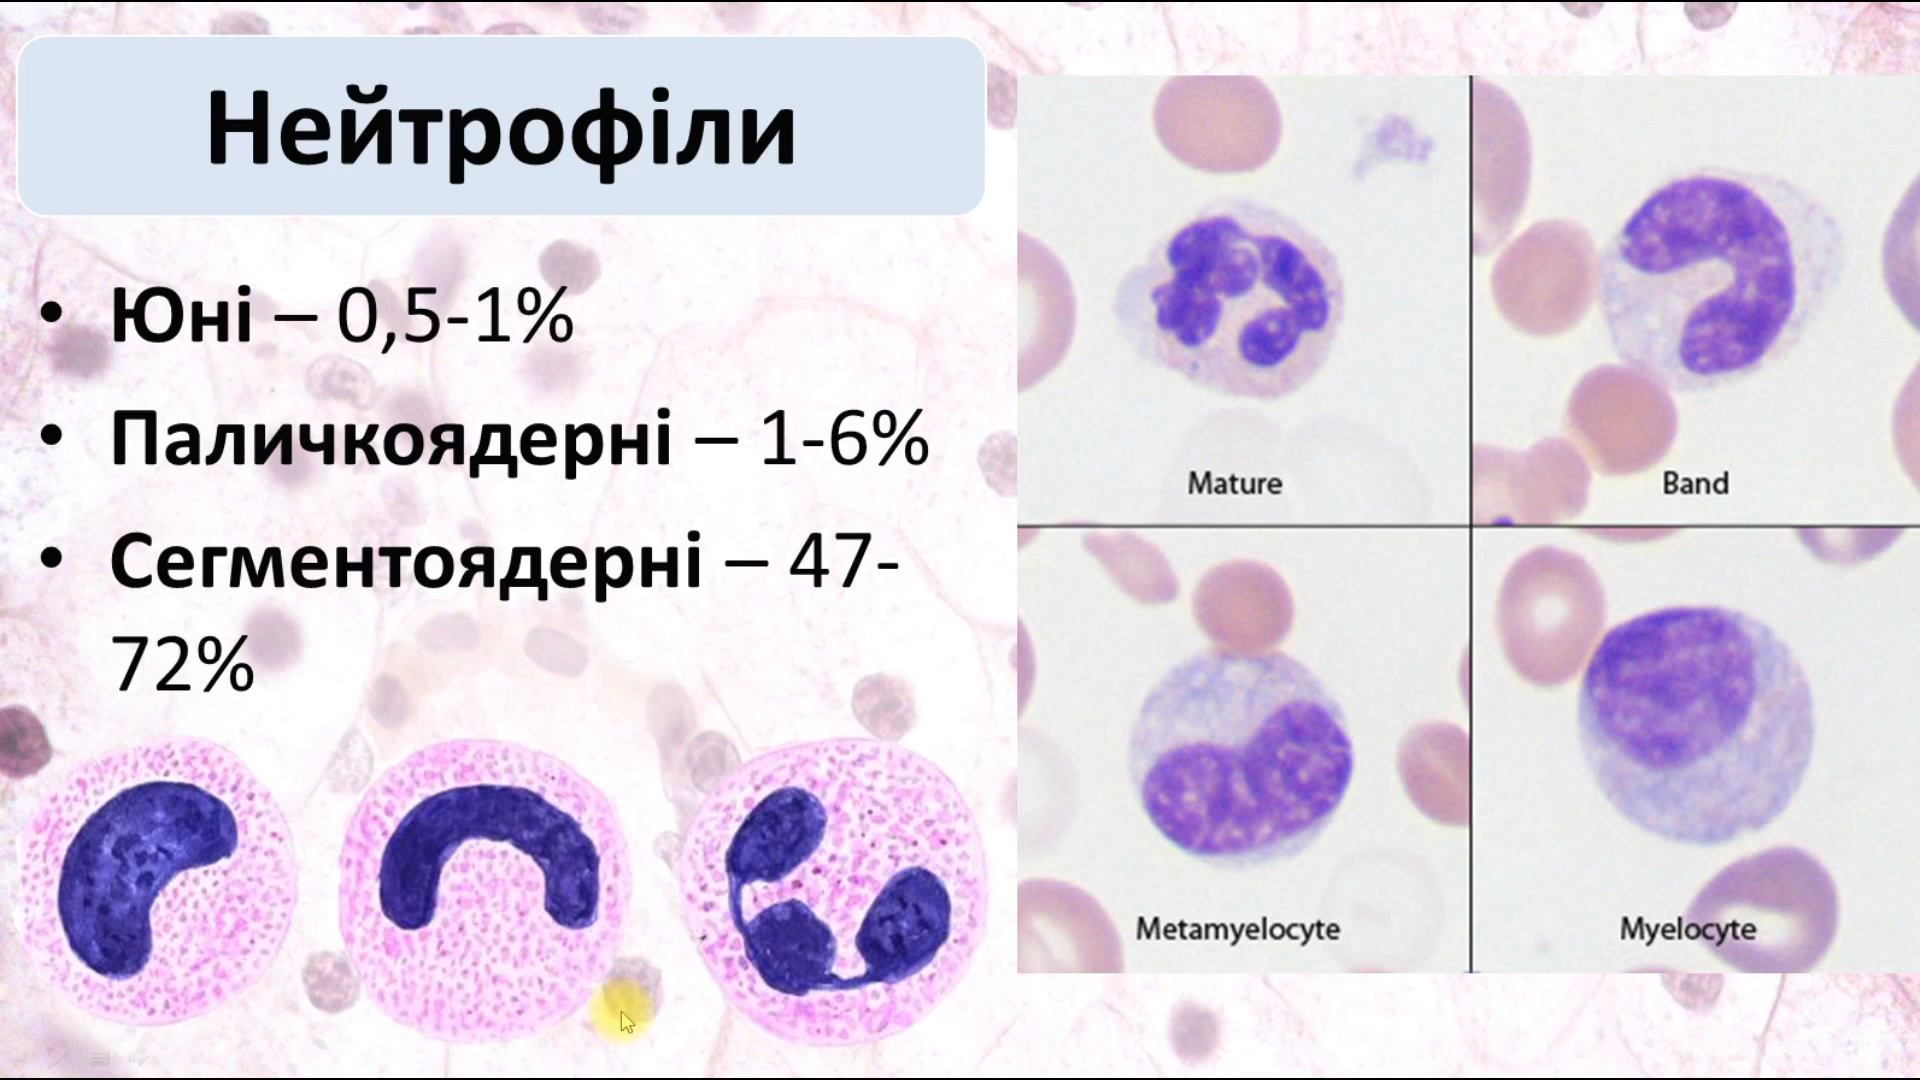 Нейтрофіли
• Юні – 0,5-1%
• Паличкоядерні – 1-6%
• Сегментоядерні – 47-
72%
Mature
Band
Metamyelocyte
Myelocyte